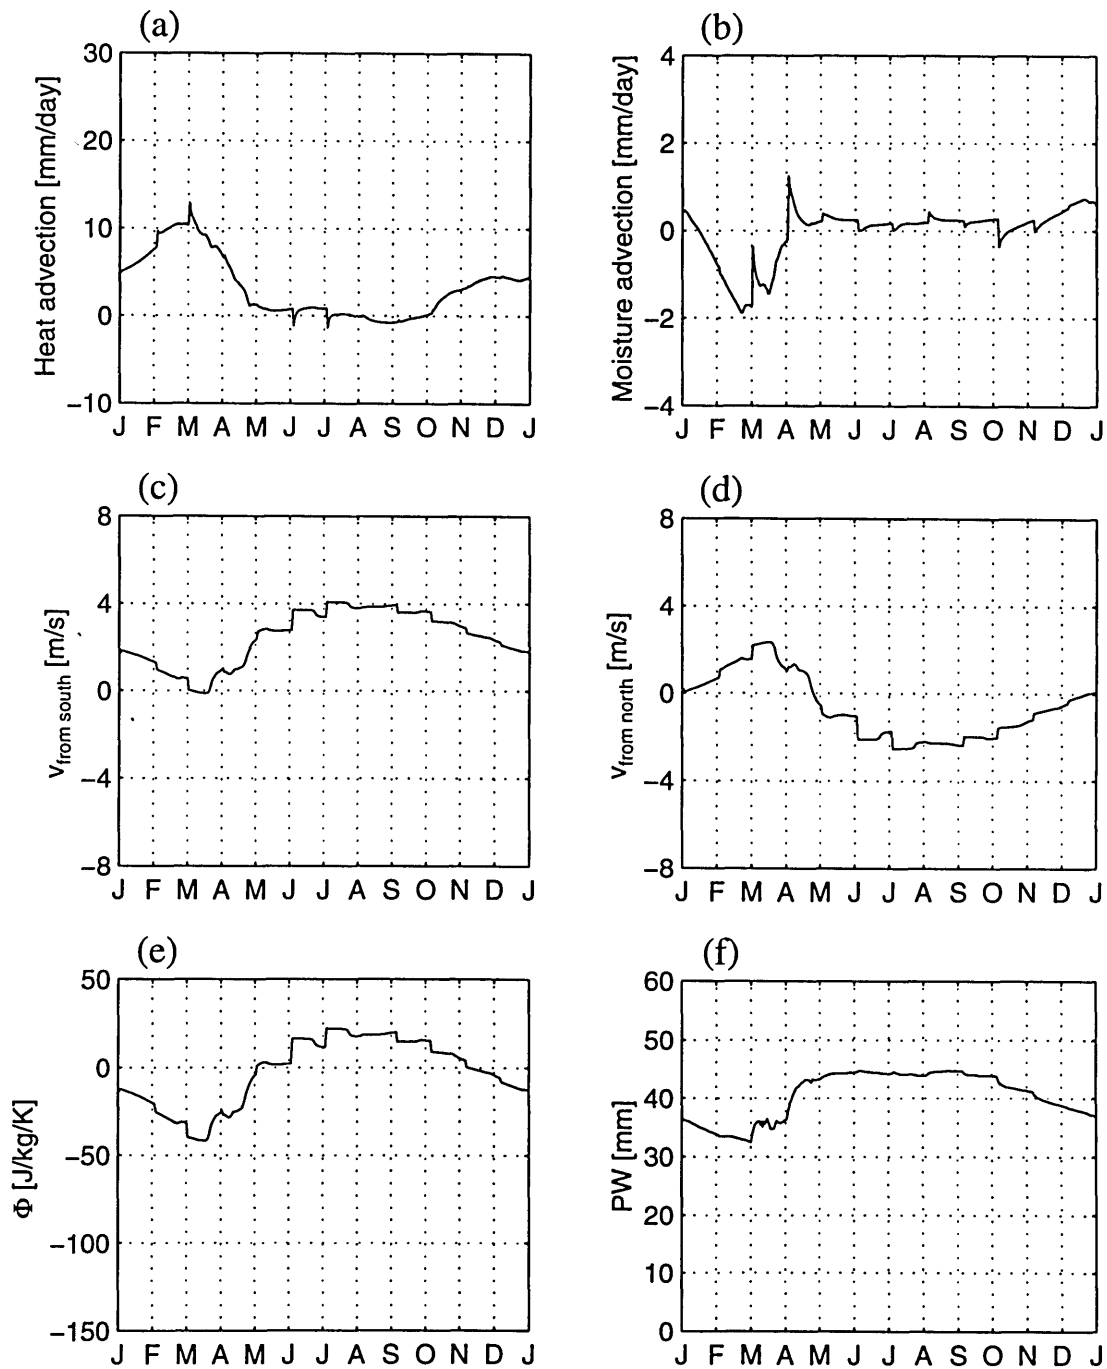 (a)
30
20
10
0
−10
Heat advection [mm/day]
J F M A M J J A S O N D J
(b)
4
2
0
−2
−4
Moisture advection [mm/day]
J F M A M J J A S O N D J
(c)
8
4
0
−4
−8
v from south [m/s]
J F M A M J J A S O N D J
(d)
8
4
0
−4
−8
v from north [m/s]
J F M A M J J A S O N D J
(e)
50
0
−50
−100
−150
Φ [J/kg/K]
J F M A M J J A S O N D J
(f)
60
50
40
30
20
10
0
PW [mm]
J F M A M J J A S O N D J